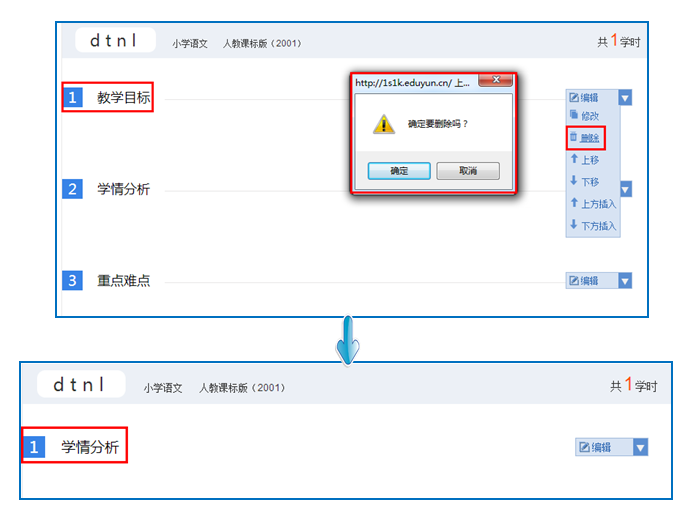 dtnl 小学语文 人教课标版（2001） 共1学时
1 教学目标
http://1s1k.eduyun.cn/ 上...
确定要删除吗？
确定 取消
编辑
修改
删除
上移
下移
上方插入
下方插入
2 学情分析
3 重点难点 编辑
dtnl 小学语文 人教课标版（2001） 共1学时
1 学情分析 编辑